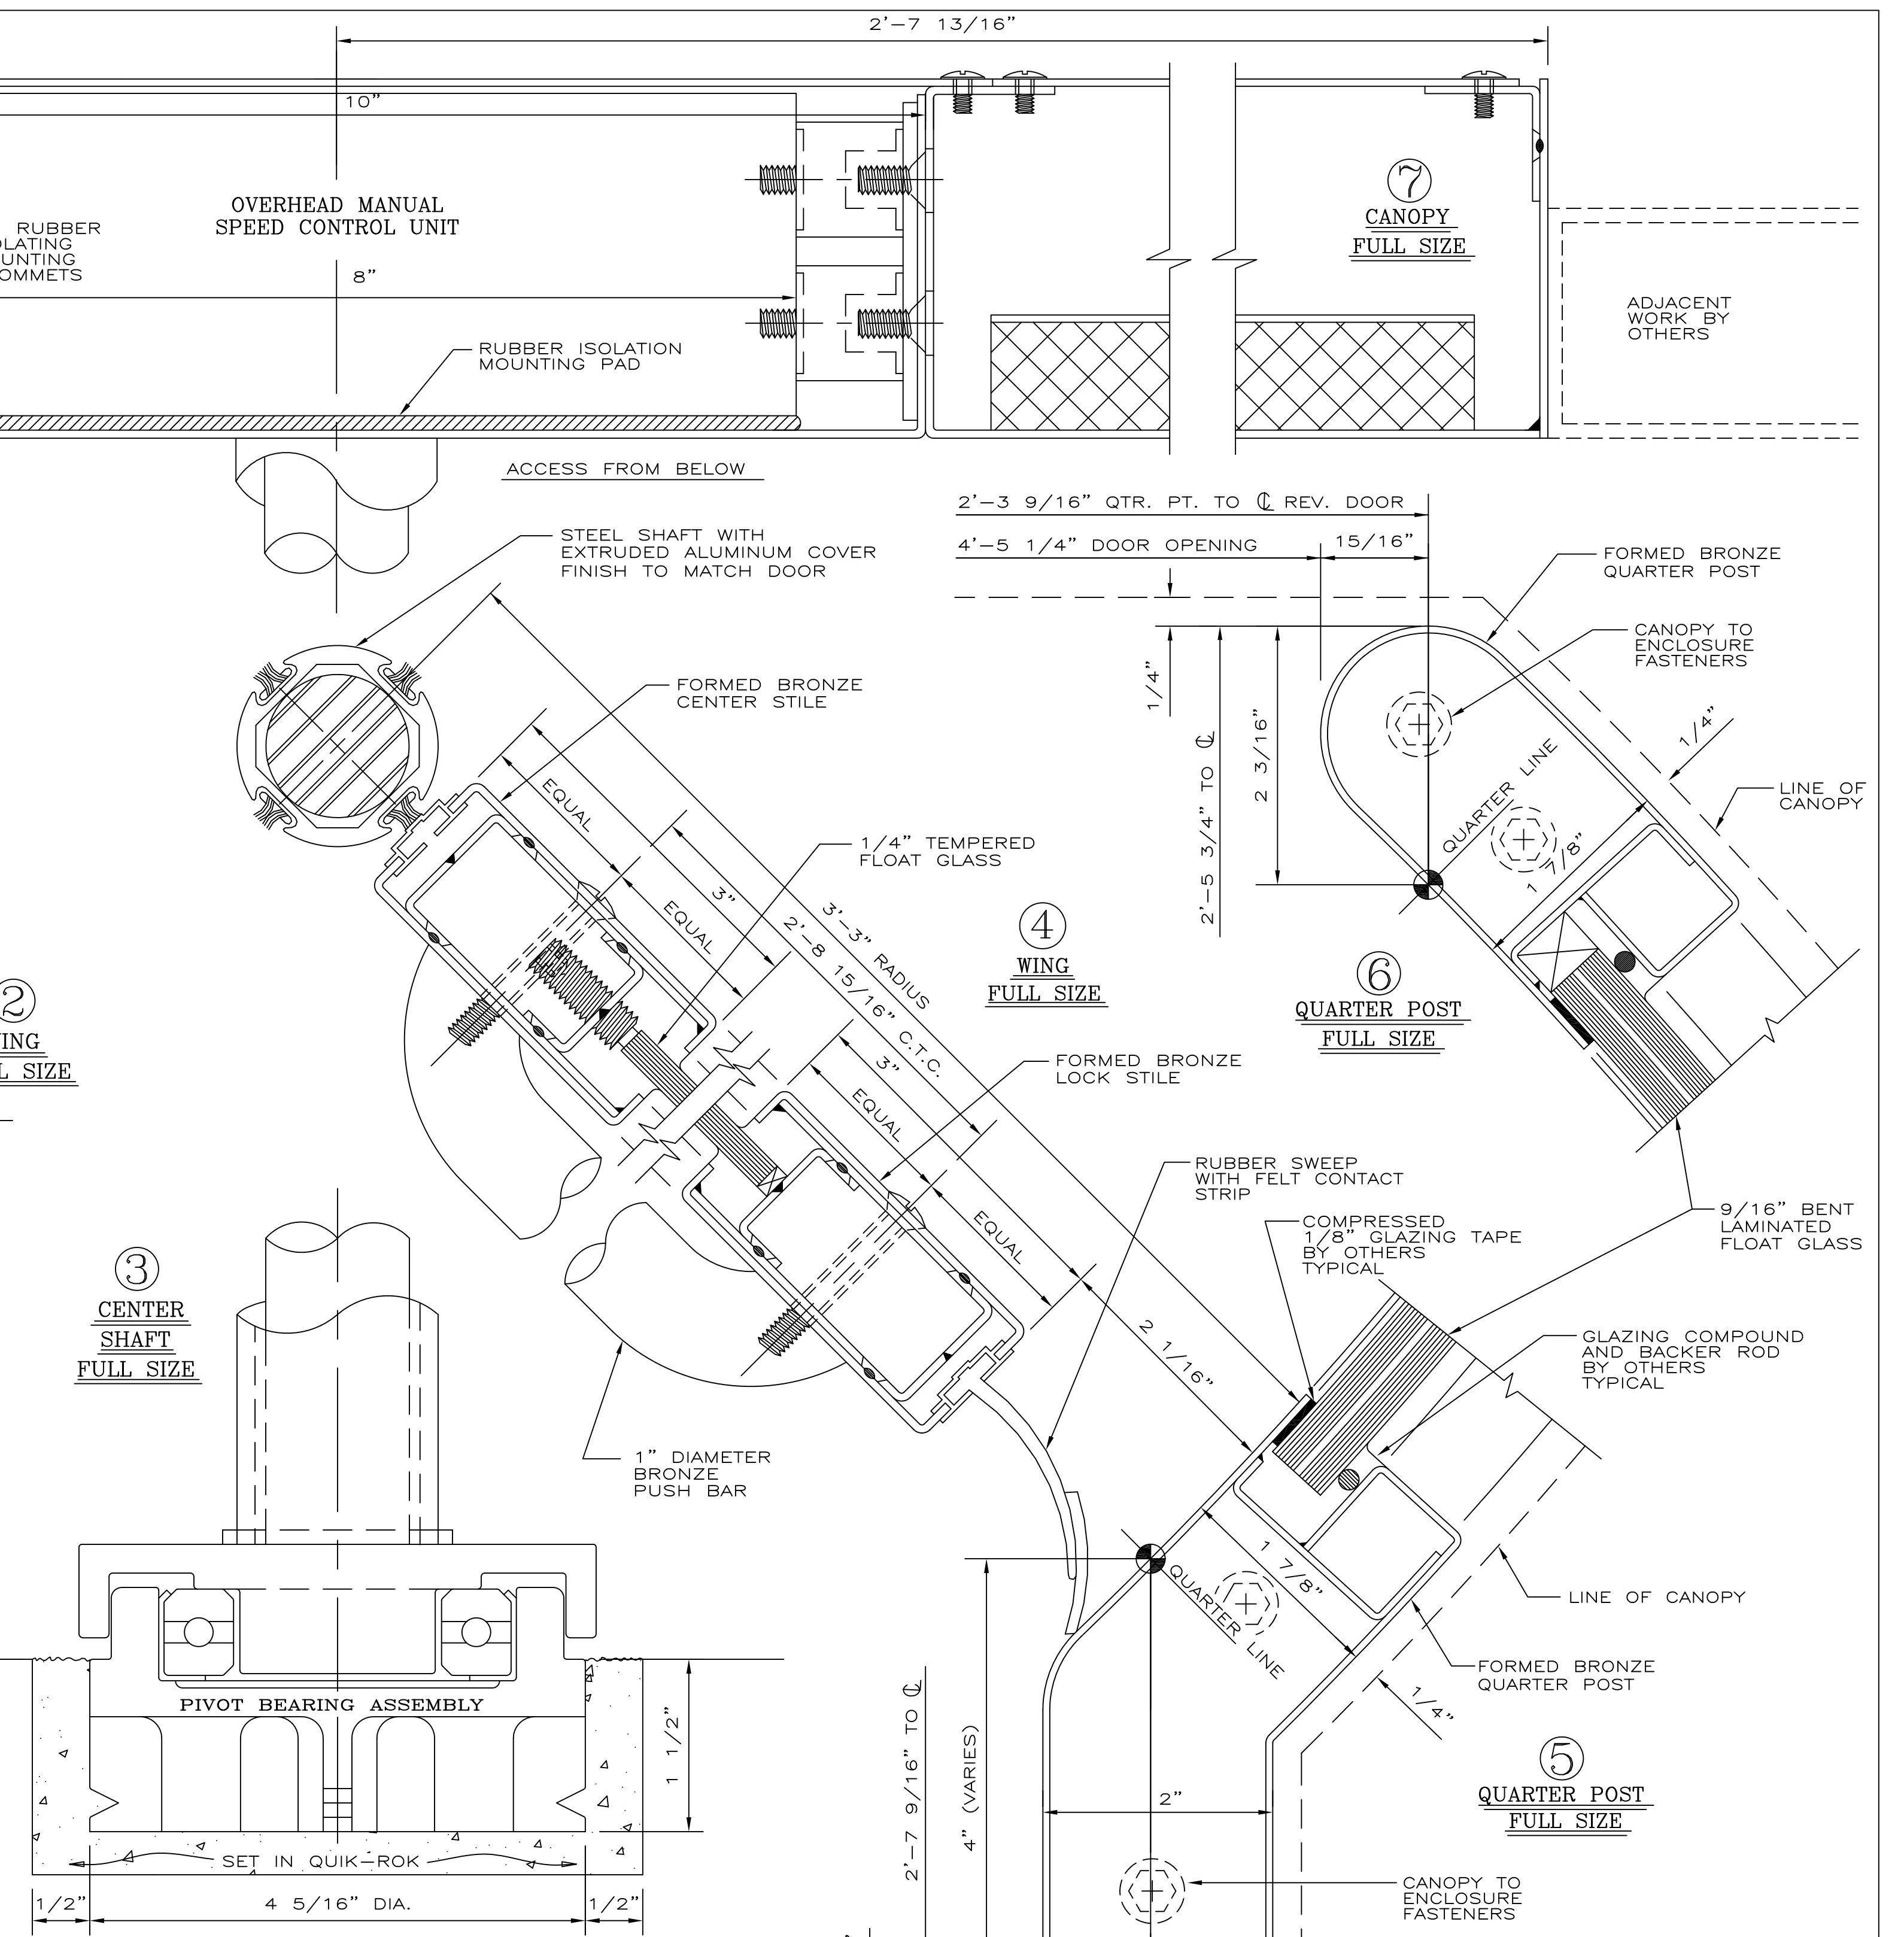 2'-7 13/16"
10"
OVERHEAD MANUAL
SPEED CONTROL UNIT
RUBBER
OLATING
UNTING
OMMETS
8"
RUBBER ISOLATION
MOUNTING PAD
7
CANOPY
FULL SIZE
ADJACENT
WORK BY
OTHERS
ACCESS FROM BELOW
2'-3 9/16" QTR. PT. TO ℄ REV. DOOR
4'-5 1/4" DOOR OPENING
15/16"
STEEL SHAFT WITH
EXTRUDED ALUMINUM COVER
FINISH TO MATCH DOOR
FORMED BRONZE
QUARTER POST
CANOPY TO
ENCLOSURE
FASTENERS
FORMED BRONZE
CENTER STILE
1/4"
2'-5 3/4" TO ℄
2 3/16"
QUARTER LINE
1/4"
LINE OF
CANOPY
1 7/8"
EQUAL
EQUAL
3"
1/4" TEMPERED
FLOAT GLASS
3'-3" RADIUS
2'-8 15/16" C.T.C.
4
WING
FULL SIZE
6
QUARTER POST
FULL SIZE
2
ING
L SIZE
3"
EQUAL
EQUAL
FORMED BRONZE
LOCK STILE
RUBBER SWEEP
WITH FELT CONTACT
STRIP
COMPRESSED
1/8" GLAZING TAPE
BY OTHERS
TYPICAL
9/16" BENT
LAMINATED
FLOAT GLASS
3
CENTER
SHAFT
FULL SIZE
2 1/16"
GLAZING COMPOUND
AND BACKER ROD
BY OTHERS
TYPICAL
1" DIAMETER
BRONZE
PUSH BAR
1 7/8"
QUARTER LINE
LINE OF CANOPY
FORMED BRONZE
QUARTER POST
1/4"
PIVOT BEARING ASSEMBLY
1 1/2"
2'-7 9/16" TO ℄
4" (VARIES)
2"
5
QUARTER POST
FULL SIZE
SET IN QUIK-ROK
1/2"
4 5/16" DIA.
1/2"
CANOPY TO
ENCLOSURE
FASTENERS